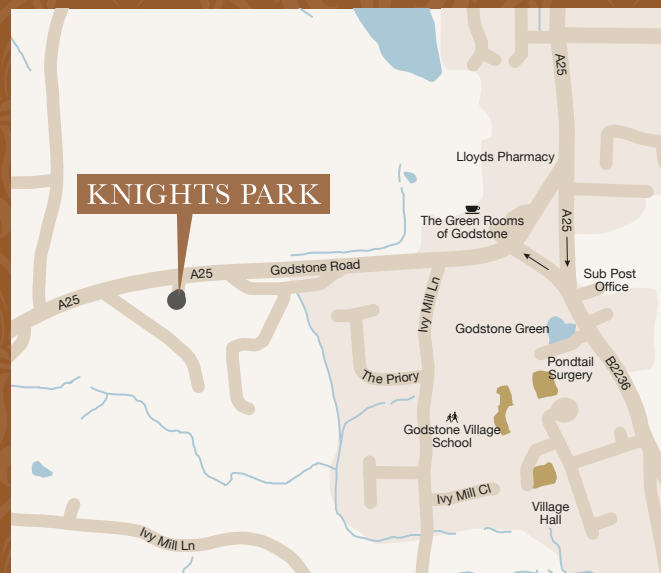 A25
Lloyds Pharmacy
KNIGHTS PARK
The Green Rooms
of Godstone
A25
A25
Godstone Road
Sub Post
Office
A25
Ivy Mill Ln
Godstone Green
Pondtail
Surgery
B2236
The Priory
Godstone Village
School
Ivy Mill Cl
Village
Hall
Ivy Mill Ln